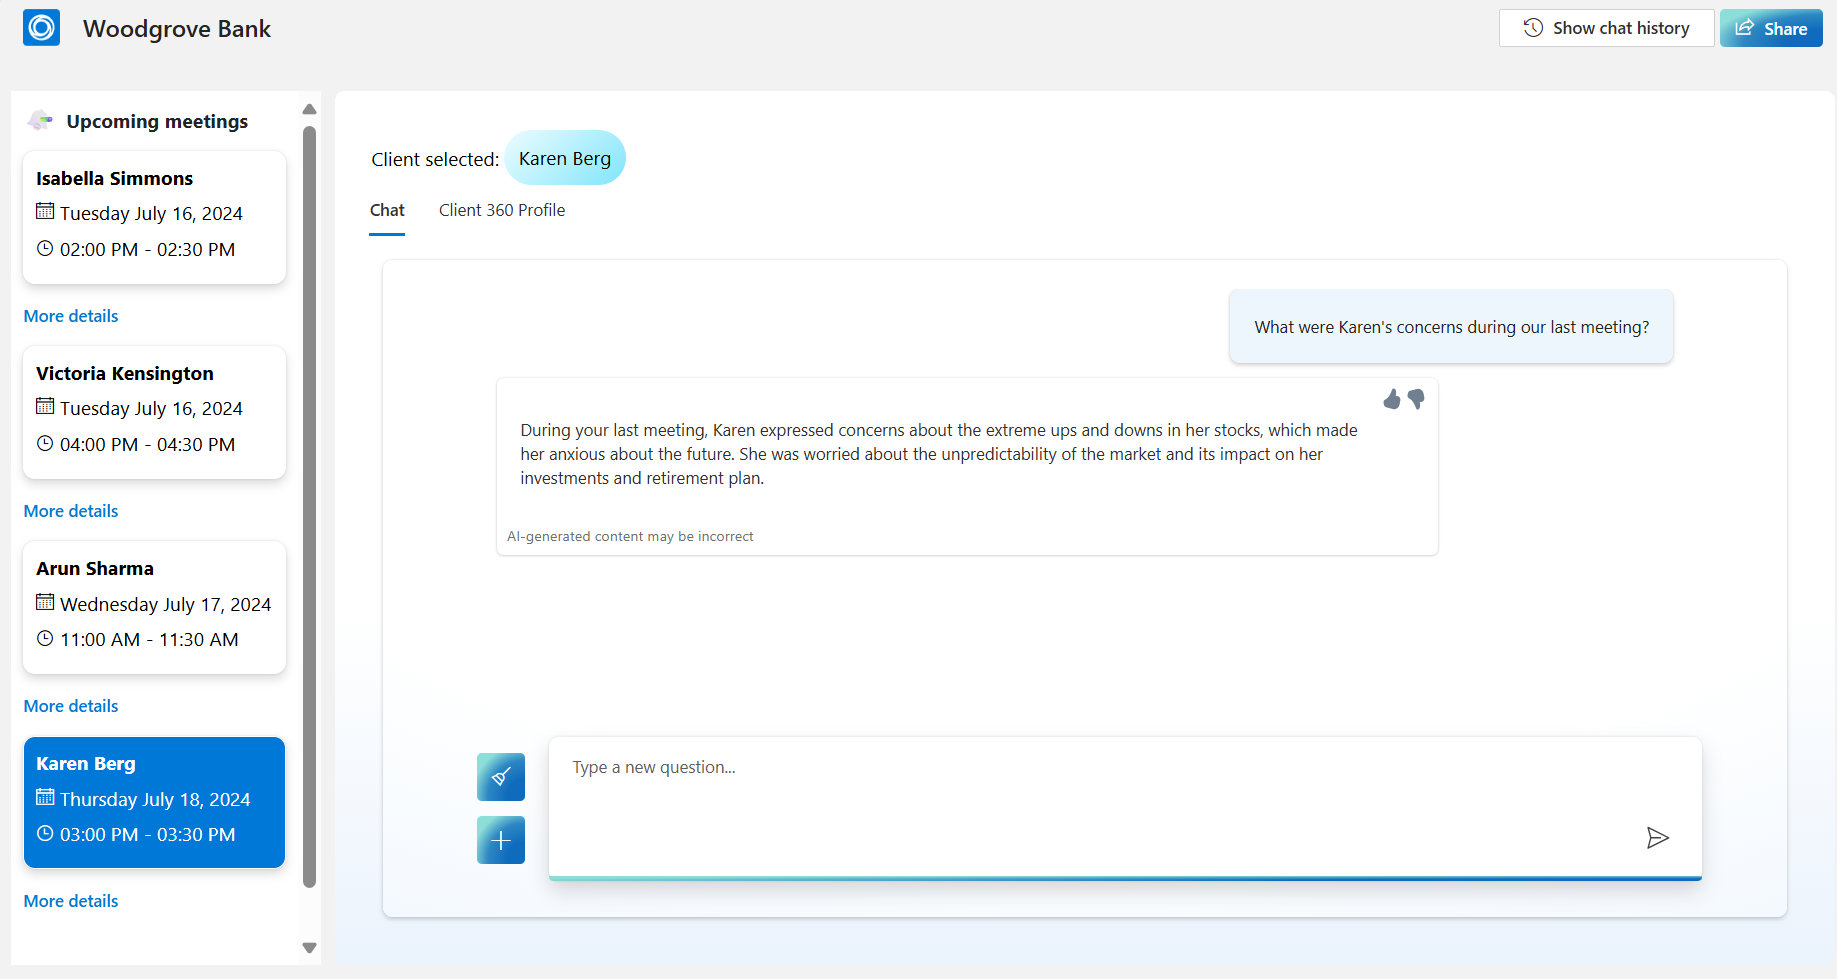 Woodgrove Bank
Show chat history
Share
Upcoming meetings
Isabella Simmons
Tuesday July 16, 2024
02:00 PM - 02:30 PM
More details
Victoria Kensington
Tuesday July 16, 2024
04:00 PM - 04:30 PM
More details
Arun Sharma
Wednesday July 17, 2024
11:00 AM - 11:30 AM
More details
Karen Berg
Thursday July 18, 2024
03:00 PM - 03:30 PM
More details
Client selected: Karen Berg
Chat Client 360 Profile
What were Karen's concerns during our last meeting?
During your last meeting, Karen expressed concerns about the extreme ups and downs in her stocks, which made
her anxious about the future. She was worried about the unpredictability of the market and its impact on her
investments and retirement plan.
AI-generated content may be incorrect
Type a new question...